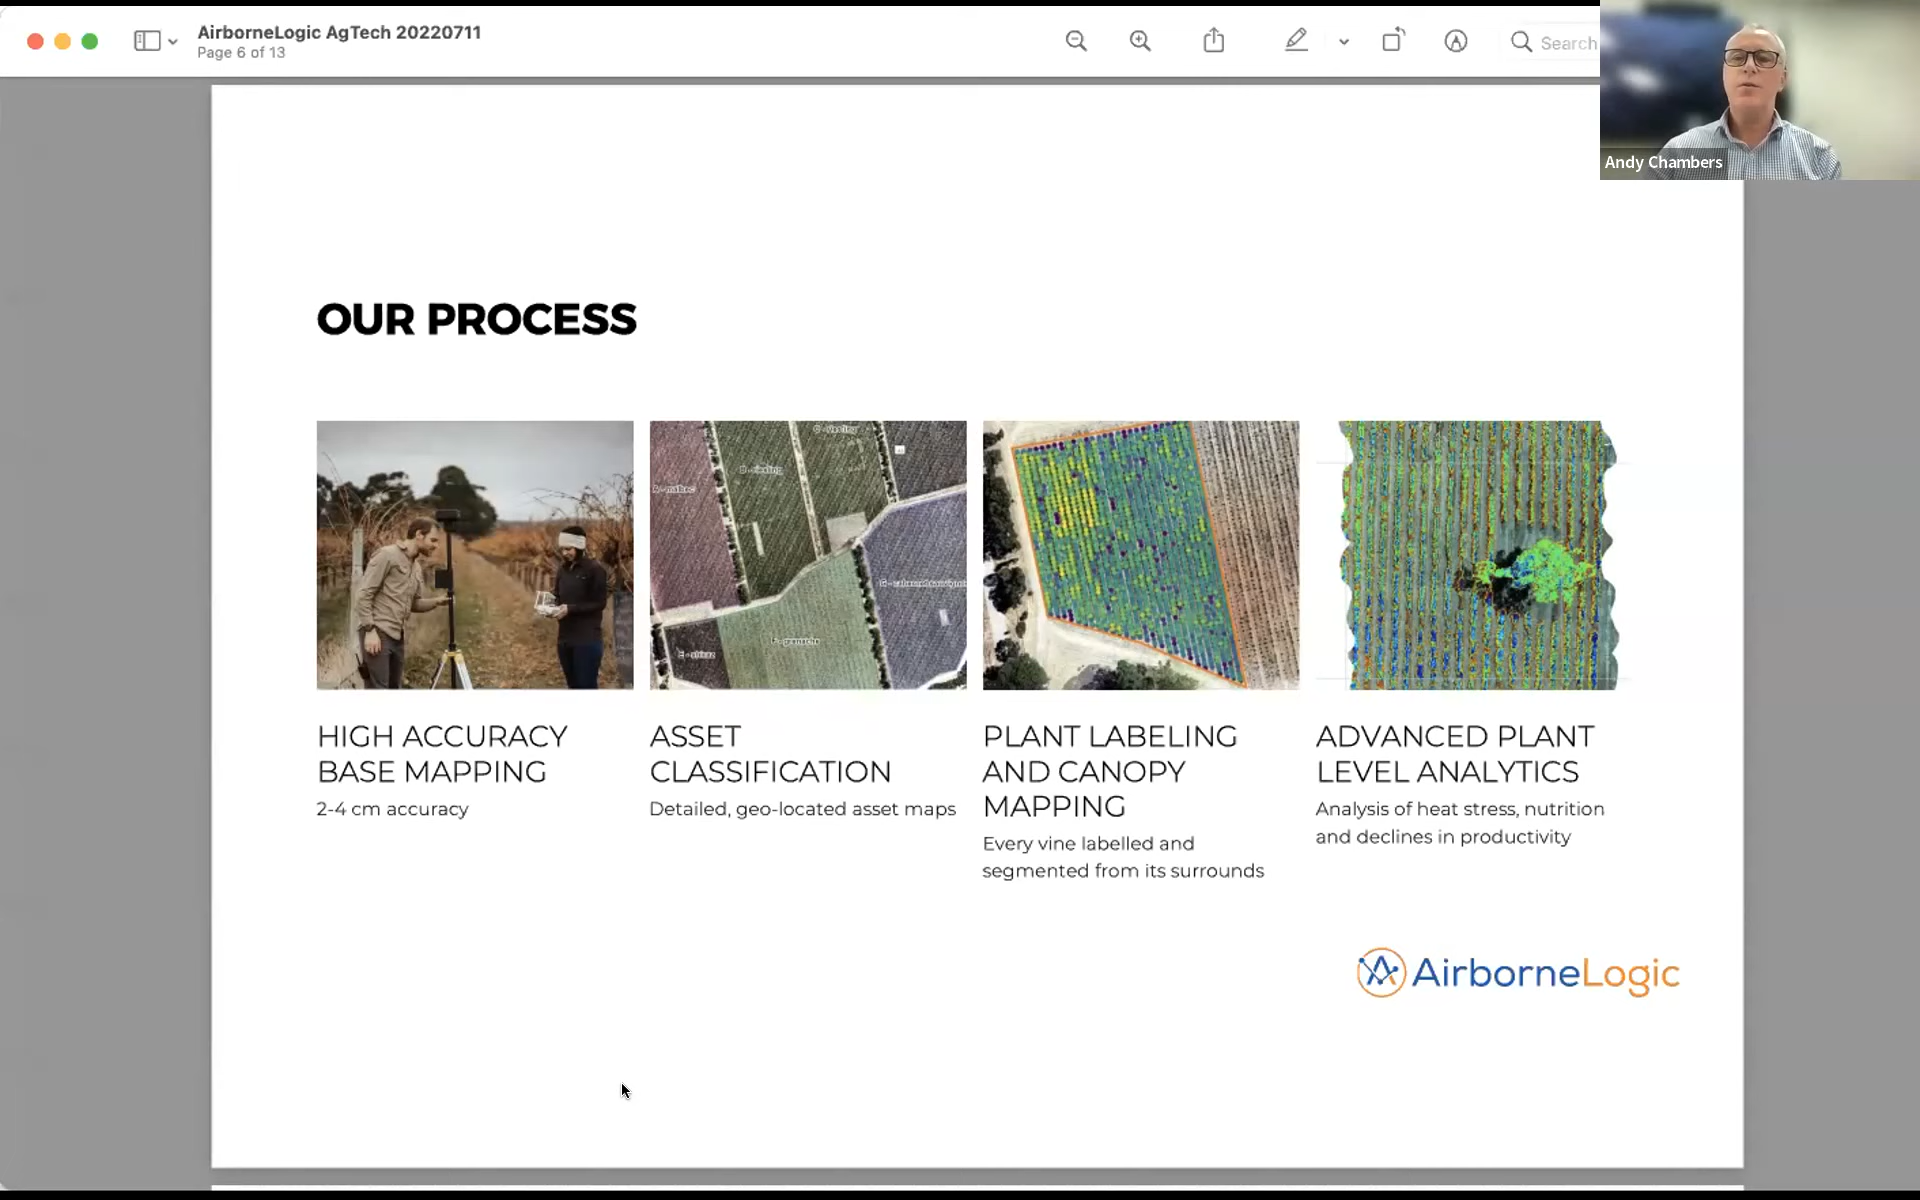 AirborneLogic AgTech 20220711
Page 6 of 13
Search
Andy Chambers
OUR PROCESS
HIGH ACCURACY
BASE MAPPING
2-4 cm accuracy
ASSET
CLASSIFICATION
Detailed, geo-located asset maps
PLANT LABELING
AND CANOPY
MAPPING
Every vine labelled and
segmented from its surrounds
ADVANCED PLANT
LEVEL ANALYTICS
Analysis of heat stress, nutrition
and declines in productivity
AirborneLogic